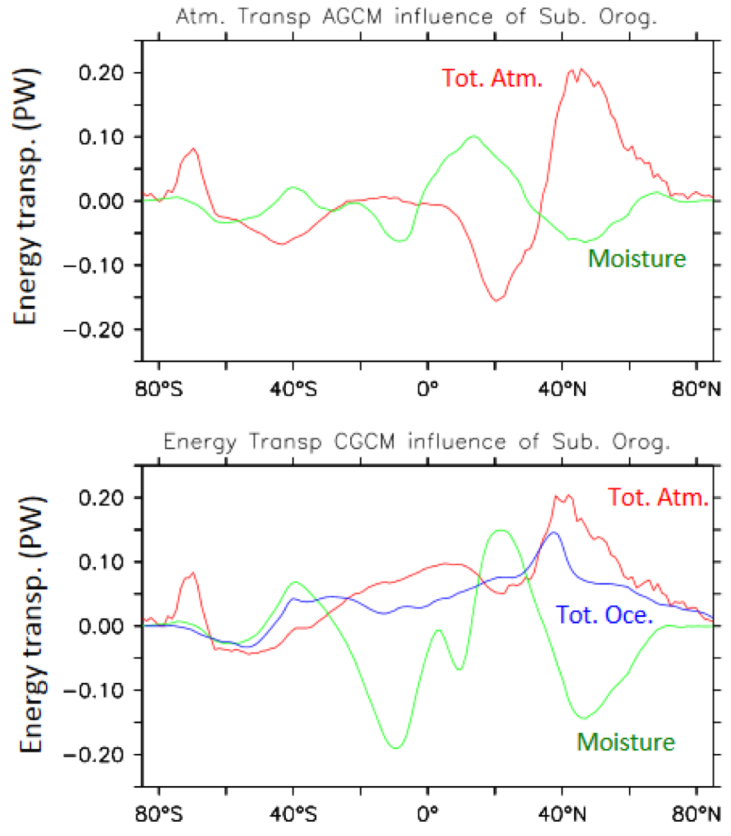 Atm. Transp AGCM influence of Sub. Orog.
Energy transp. (PW)
0.20
0.10
0.00
−0.10
−0.20
Tot. Atm.
Moisture
80°S 40°S 0° 40°N 80°N
Energy Transp CGCM influence of Sub. Orog.
Energy transp. (PW)
0.20
0.10
0.00
−0.10
−0.20
Tot. Atm.
Tot. Oce.
Moisture
80°S 40°S 0° 40°N 80°N